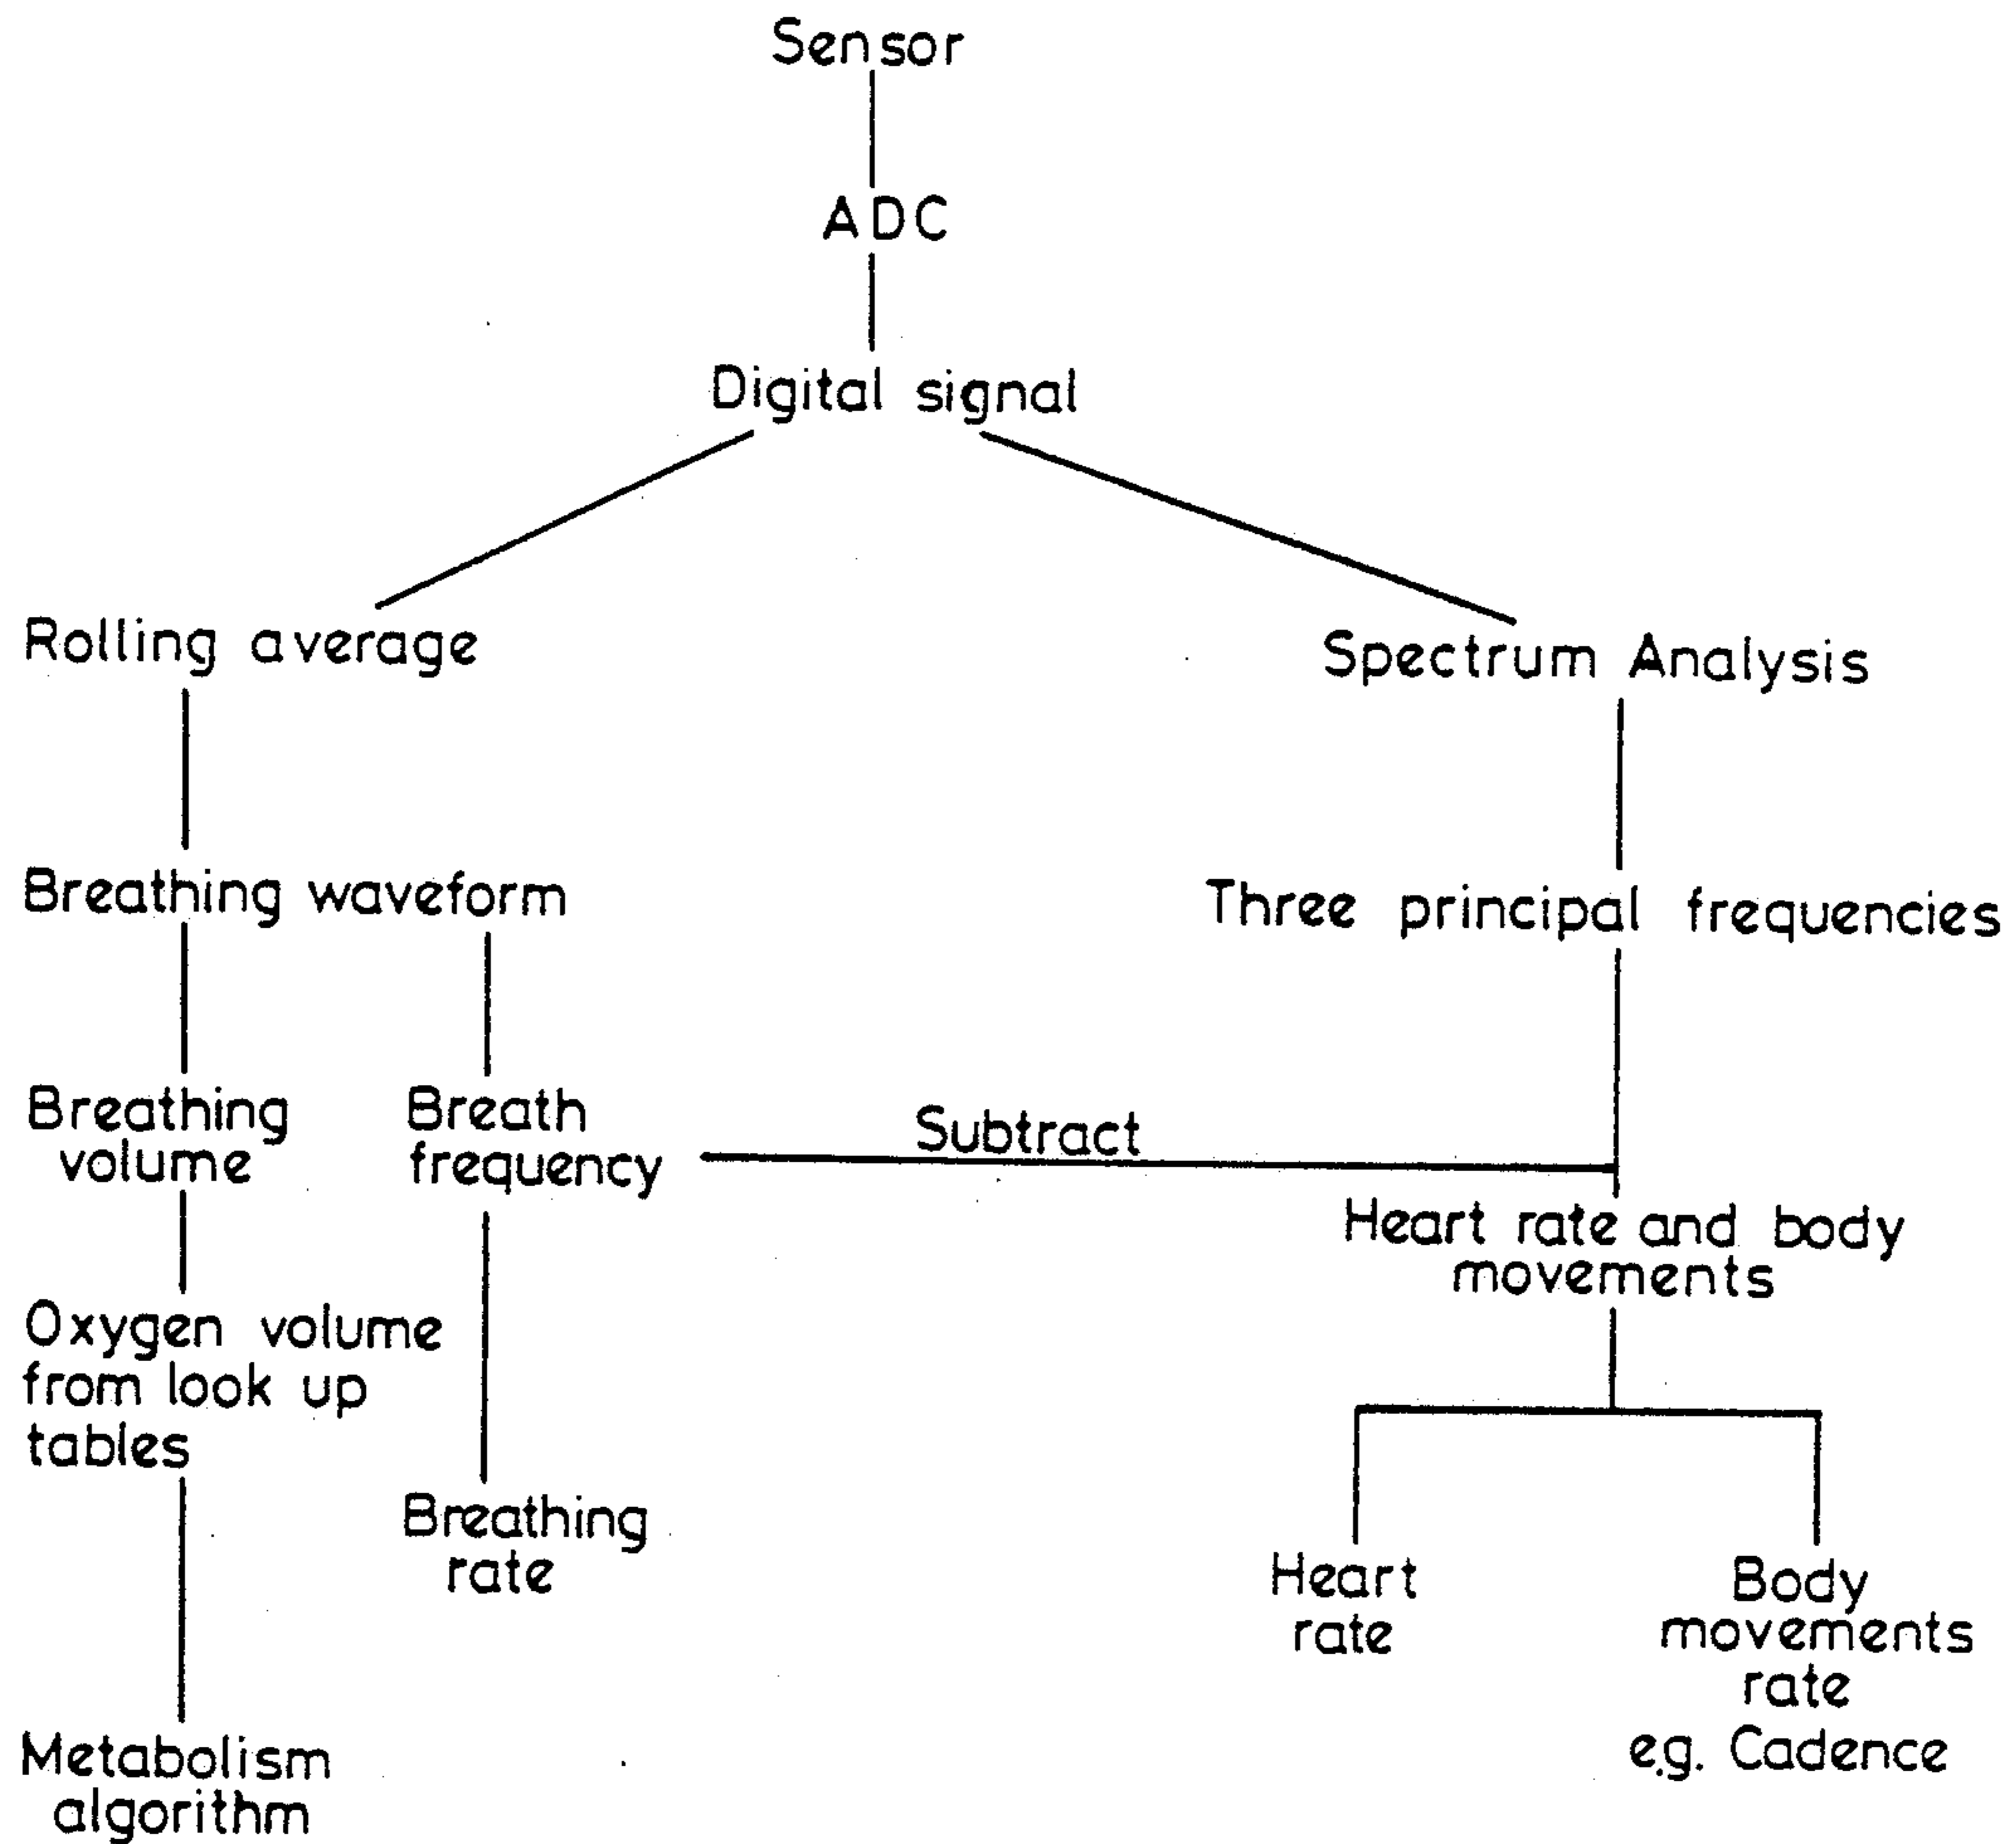 Sensor
ADC
Digital signal
Rolling average
Spectrum Analysis
Breathing waveform
Three principal frequencies
Breathing
volume
Breath
frequency
Subtract
Heart rate and body
movements
Oxygen volume
from look up
tables
Breathing
rate
Heart
rate
Body
movements
rate
e.g. Cadence
Metabolism
algorithm